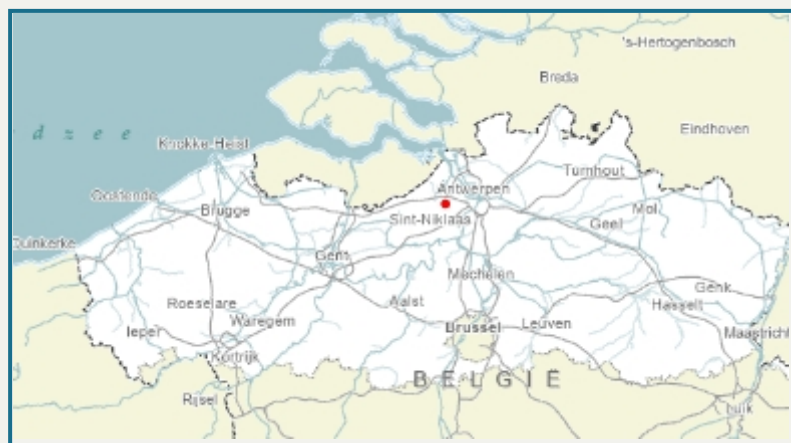 's-Hertogenbosch
Breda
d z e e
Eindhoven
Knokke-Heist
Turnhout
Antwerpen
Oostende
Mol
Brugge
Sint-Niklaas
Geel
Duinkerke
Gent
Mechelen
Genk
Roeselare
Aalst
Hasselt
Waregem
Brussel
Leuven
Ieper
Maastricht
Kortrijk
BELGIË
Rijsel
Luik